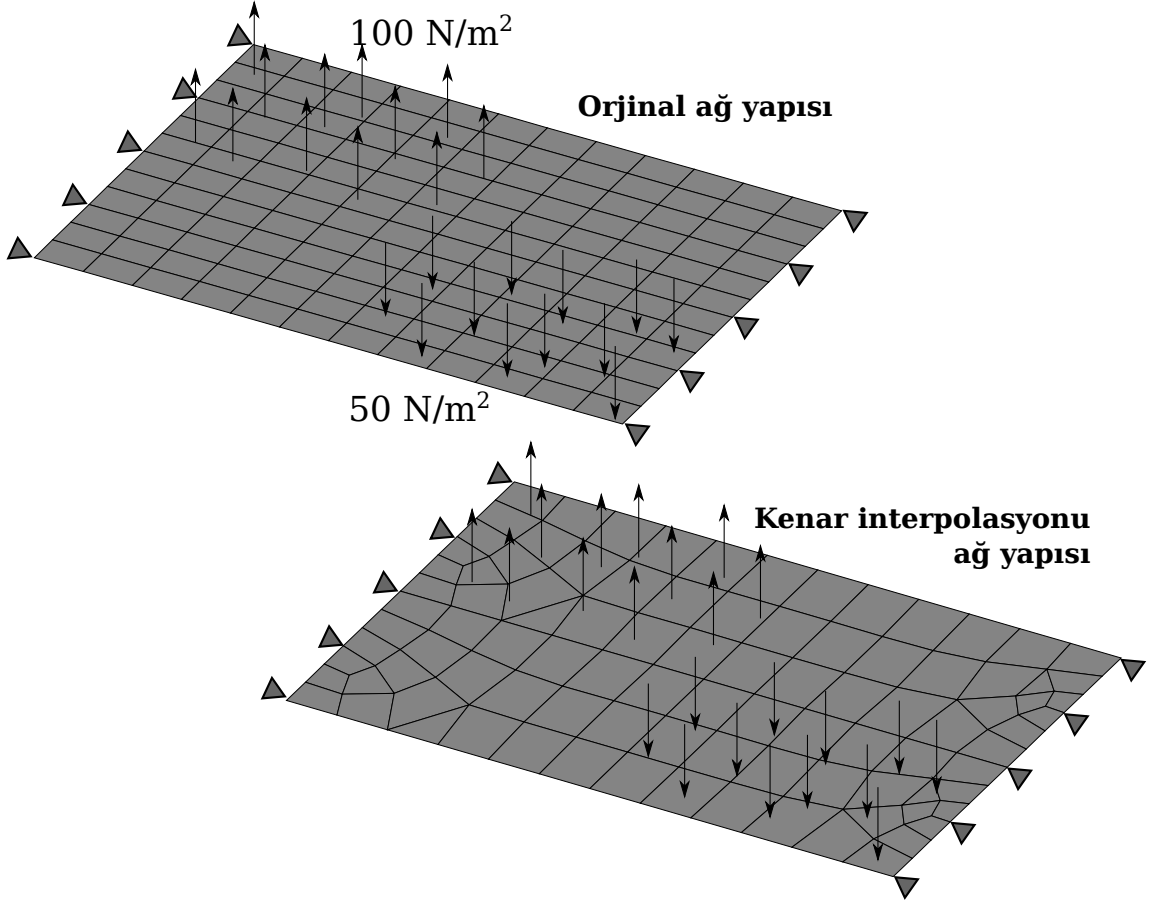 100 N/m²
Orjinal ağ yapısı
50 N/m²
Kenar interpolasyonu
ağ yapısı